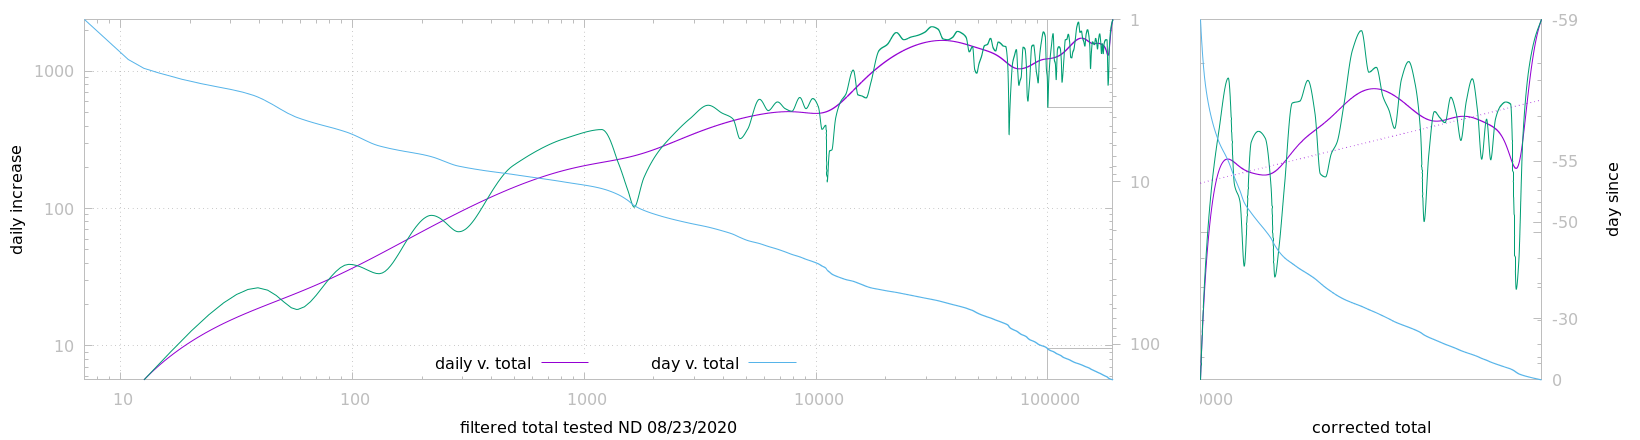 daily increase
1000
100
10
10
100
1000
10000
100000
1
10
100
daily v. total
day v. total
filtered total tested ND 08/23/2020
-59
-55
-50
-30
0
day since
0000
corrected total